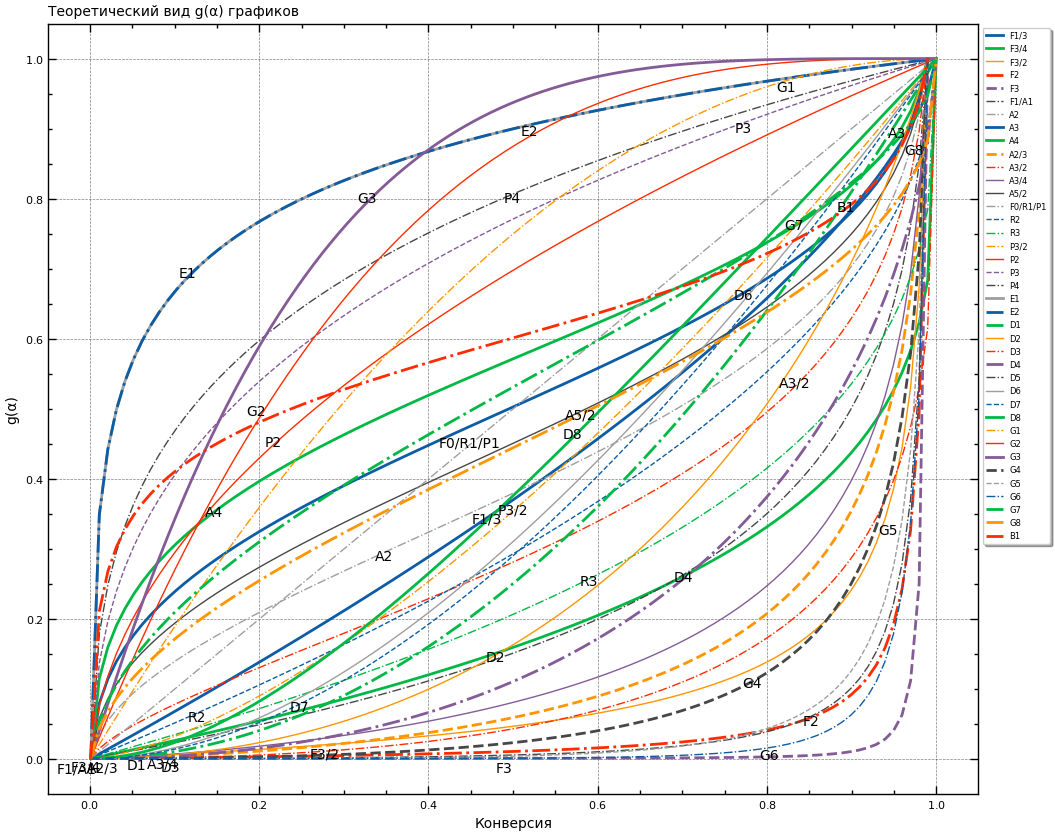 Теоретический вид g(α) графиков
1.0
0.8
0.6
0.4
0.2
0.0
g(α)
0.0 0.2 0.4 0.6 0.8 1.0
Конверсия
G1
E2
P3
A3
G8
G3
P4
B1
G7
E1
D6
A3/2
G2
A5/2
D8
P2
F0/R1/P1
A4
F1/3
P3/2
G5
A2
R3
D4
D2
G4
D7
R2
F2
F3/2
G6
F3
D1
A3/4
D3
F1/3
F3/4
F3/2
F2
F3
F1/A1
A2
A3
A4
A2/3
A3/2
A3/4
A5/2
F0/R1/P1
R2
R3
P3/2
P2
P3
P4
E1
E2
D1
D2
D3
D4
D5
D6
D7
D8
G1
G2
G3
G4
G5
G6
G7
G8
B1